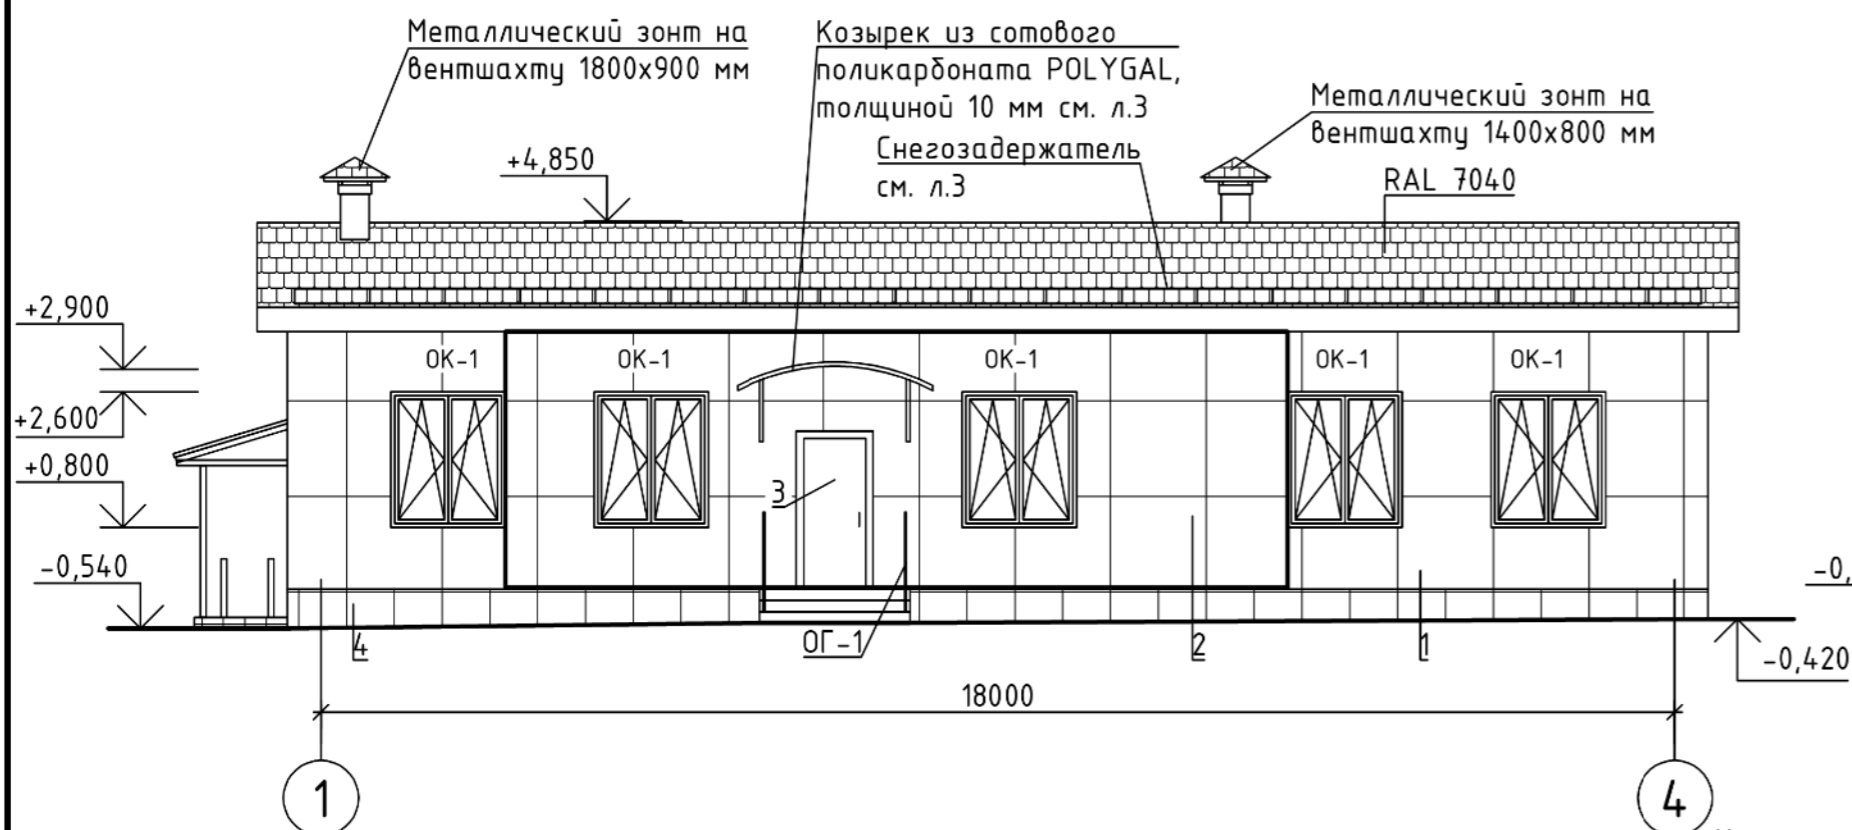 Металлический зонт на
вентшахту 1800х900 мм
Козырек из сотового
поликарбоната POLYGAL,
толщиной 10 мм см. л.3
Металлический зонт на
вентшахту 1400х800 мм
Снегозадержатель
см. л.3
+4,850
RAL 7040
+2,900
ОК-1
ОК-1
ОК-1
ОК-1
ОК-1
+2,600
+0,800
3
-0,540
-0,
4
ОГ-1
2
1
-0,420
18000
1
4